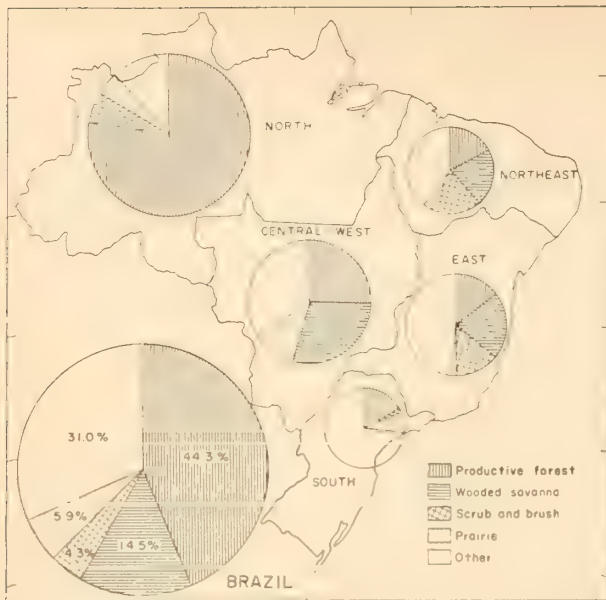 NORTH
NORTHEAST
CENTRAL WEST
EAST
SOUTH
31.0%
44.3%
5.9%
4.3%
14.5%
BRAZIL
Productive forest
Wooded savanna
Scrub and brush
Prairie
Other